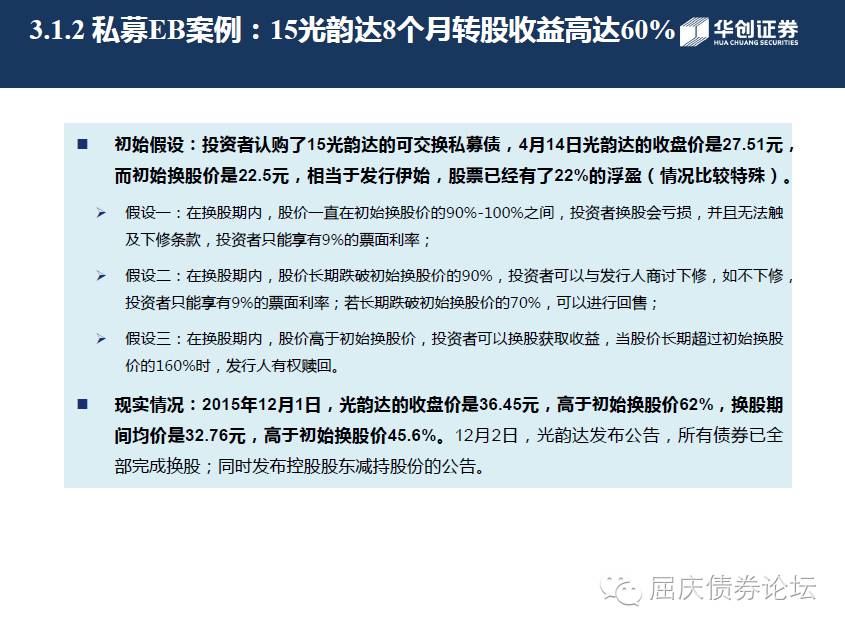 3.1.2 私募EB案例：15光韵达8个月转股收益高达60%
华创证券
HUA CHUANG SECURITIES
■ 初始假设：投资者认购了15光韵达的可交换私募债，4月14日光韵达的收盘价是27.51元，
而初始换股价是22.5元，相当于发行伊始，股票已经有了22%的浮盈（情况比较特殊）。
➢ 假设一：在换股期内，股价一直在初始换股价的90%-100%之间，投资者换股会亏损，并且无法触
及下修条款，投资者只能享有9%的票面利率；
➢ 假设二：在换股期内，股价长期跌破初始换股价的90%，投资者可以与发行人商讨下修，如不下修，
投资者只能享有9%的票面利率；若长期跌破初始换股价的70%，可以进行回售；
➢ 假设三：在换股期内，股价高于初始换股价，投资者可以换股获取收益，当股价长期超过初始换股
价的160%时，发行人有权赎回。
■ 现实情况：2015年12月1日，光韵达的收盘价是36.45元，高于初始换股价62%，换股期
间均价是32.76元，高于初始换股价45.6%。12月2日，光韵达发布公告，所有债券已全
部完成换股；同时发布控股股东减持股份的公告。
屈庆债券论坛